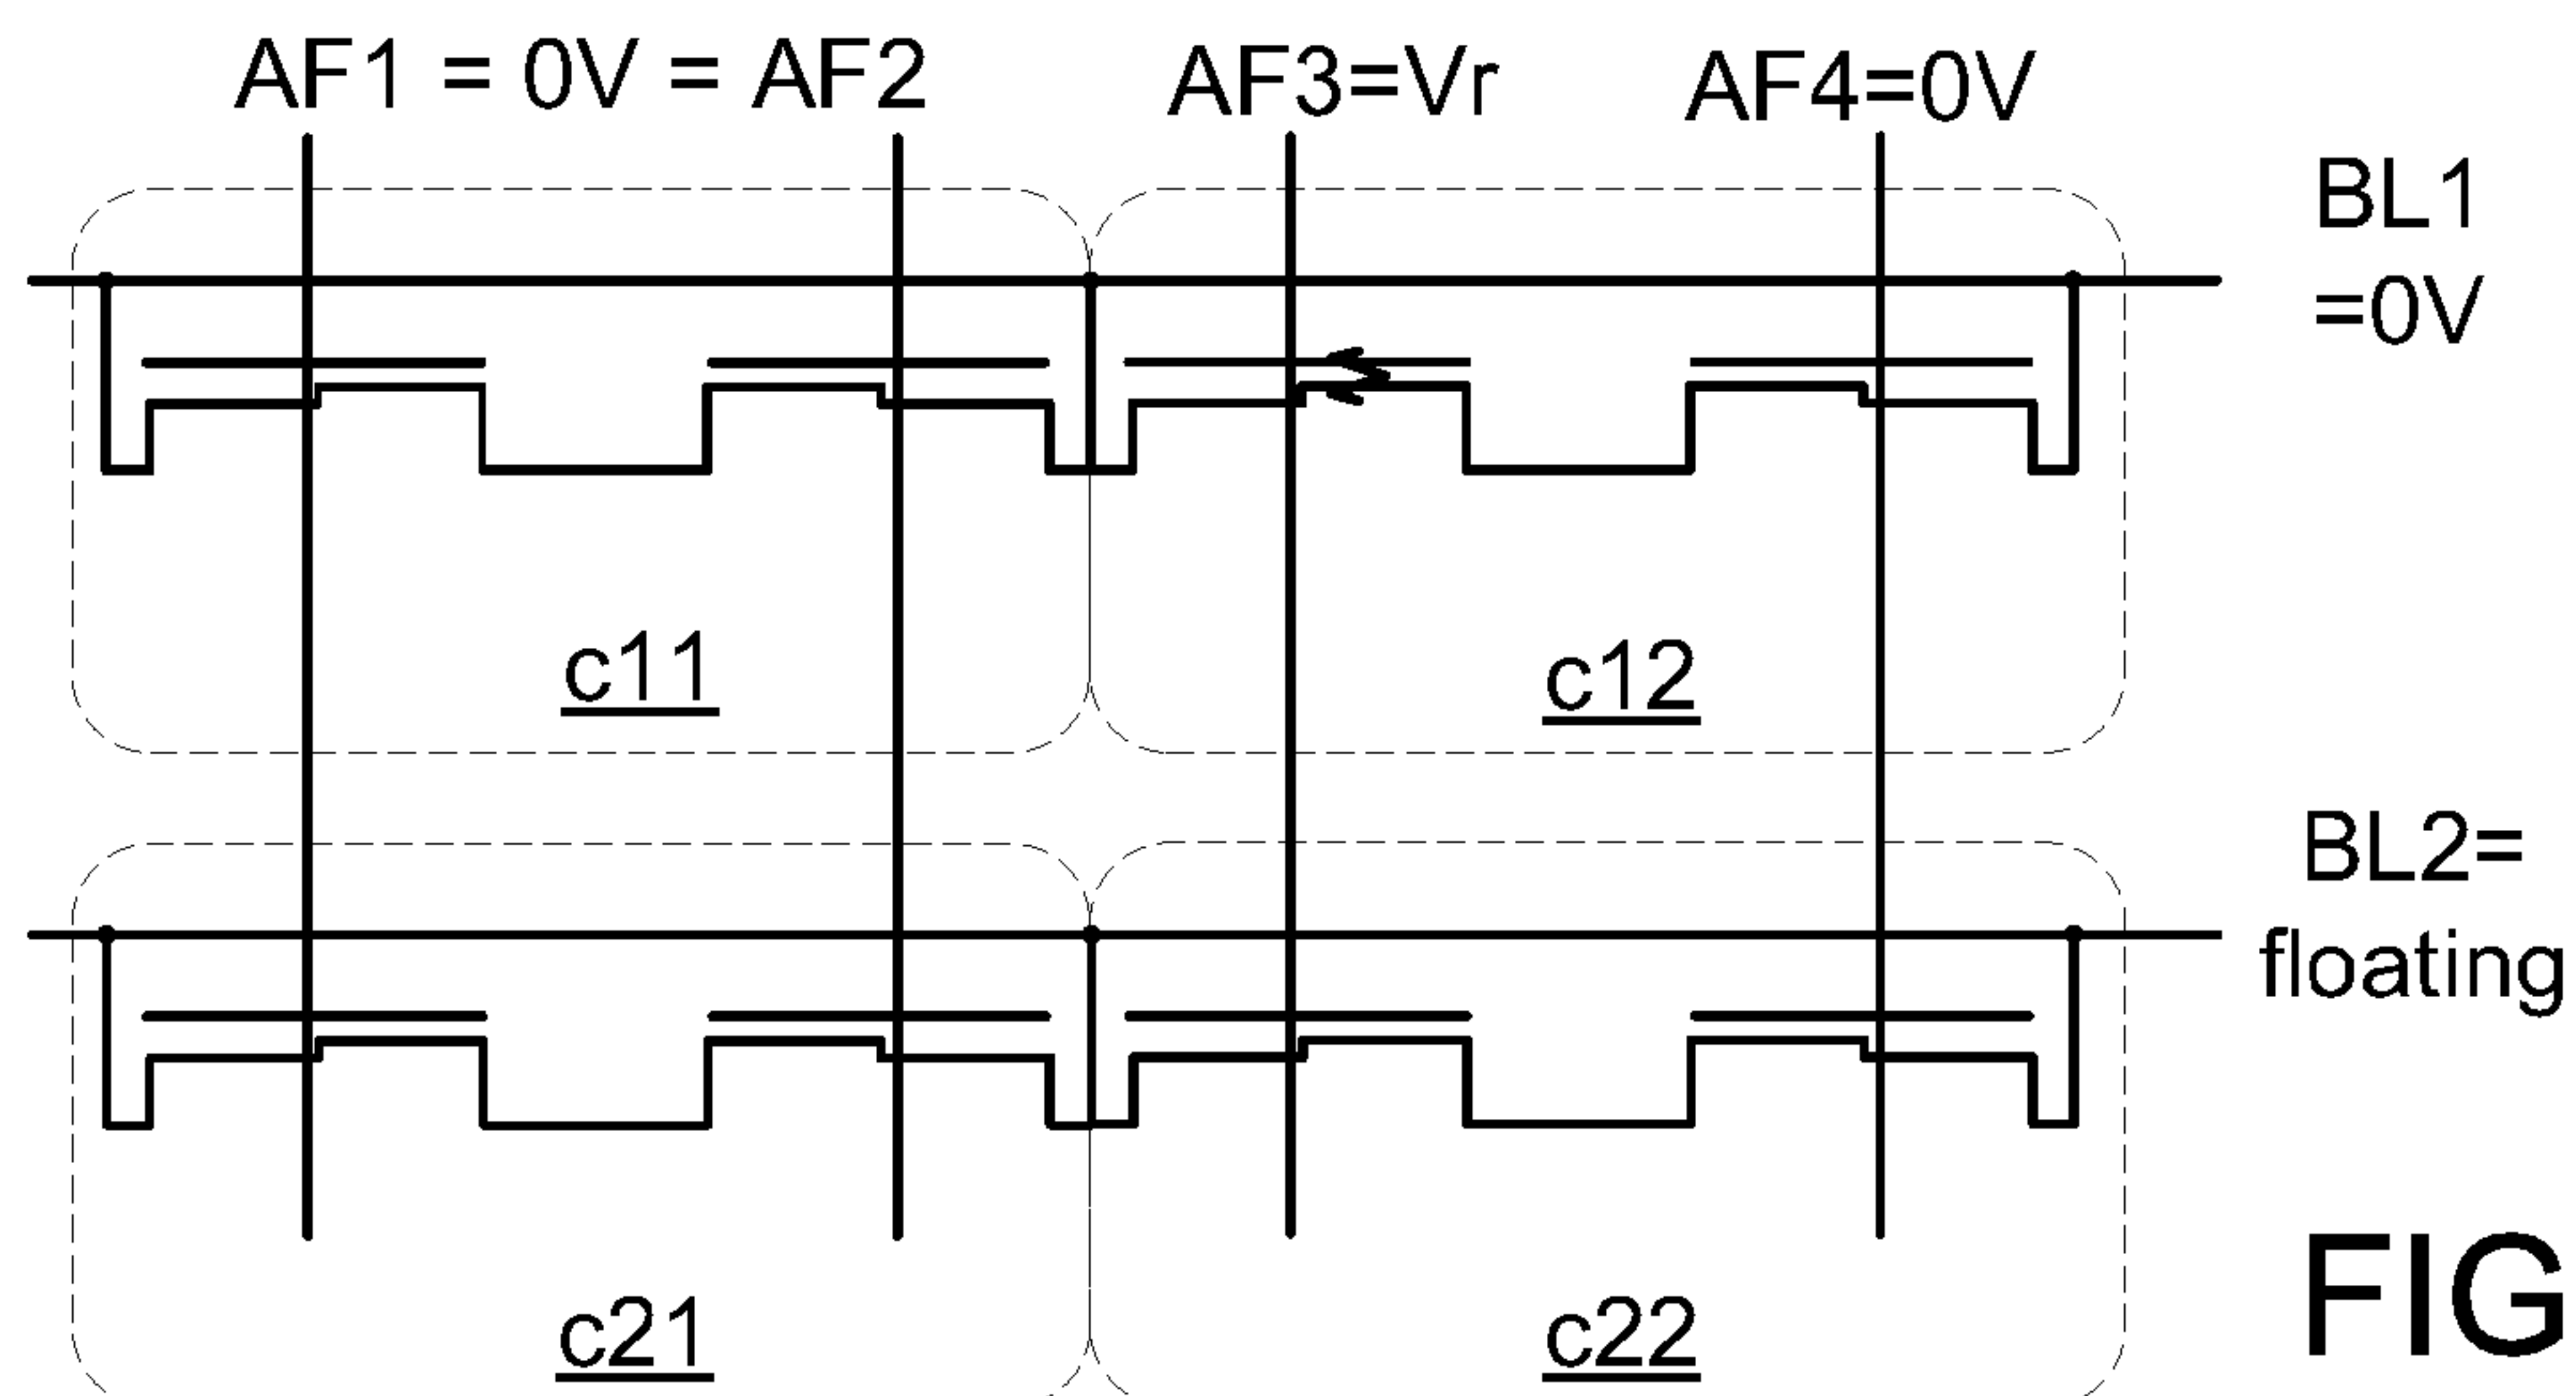 AF1 = 0V = AF2
AF3=Vr
AF4=0V
BL1
=0V
c11
c12
BL2=
floating
c21
c22
FIG